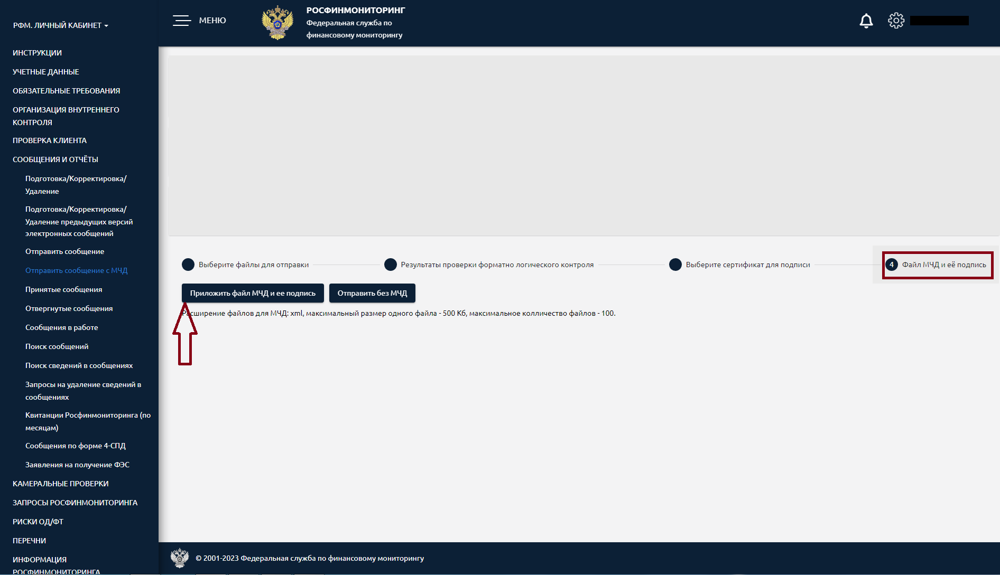 РФМ. ЛИЧНЫЙ КАБИНЕТ
МЕНЮ
РОСФИНМОНИТОРИНГ
Федеральная служба по
финансовому мониторингу
ИНСТРУКЦИИ
УЧЕТНЫЕ ДАННЫЕ
ОБЯЗАТЕЛЬНЫЕ ТРЕБОВАНИЯ
ОРГАНИЗАЦИЯ ВНУТРЕННЕГО
КОНТРОЛЯ
ПРОВЕРКА КЛИЕНТА
СООБЩЕНИЯ И ОТЧЁТЫ
Подготовка/Корректировка/
Удаление
Подготовка/Корректировка/
Удаление предыдущих версий
электронных сообщений
Отправить сообщение
Отправить сообщение с МЧД
Принятые сообщения
Отвергнутые сообщения
Сообщения в работе
Поиск сообщений
Поиск сведений в сообщениях
Запросы на удаление сведений в
сообщениях
Квитанции Росфинмониторинга (по
месяцам)
Сообщения по форме 4-СПД
Заявления на получение ФЭС
КАМЕРАЛЬНЫЕ ПРОВЕРКИ
ЗАПРОСЫ РОСФИНМОНИТОРИНГА
РИСКИ ОД/ФТ
ПЕРЕЧНИ
ИНФОРМАЦИЯ
РОСФИНМОНИТОРИНГА
Выберите файлы для отправки
Результаты проверки форматно логического контроля
Выберите сертификат для подписи
4 Файл МЧД и её подпись
Приложить файл МЧД и ее подпись
Отправить без МЧД
Расширение файлов для МЧД: xml, максимальный размер одного файла - 500 Кб, максимальное колличество файлов - 100.
© 2001-2023 Федеральная служба по финансовому мониторингу